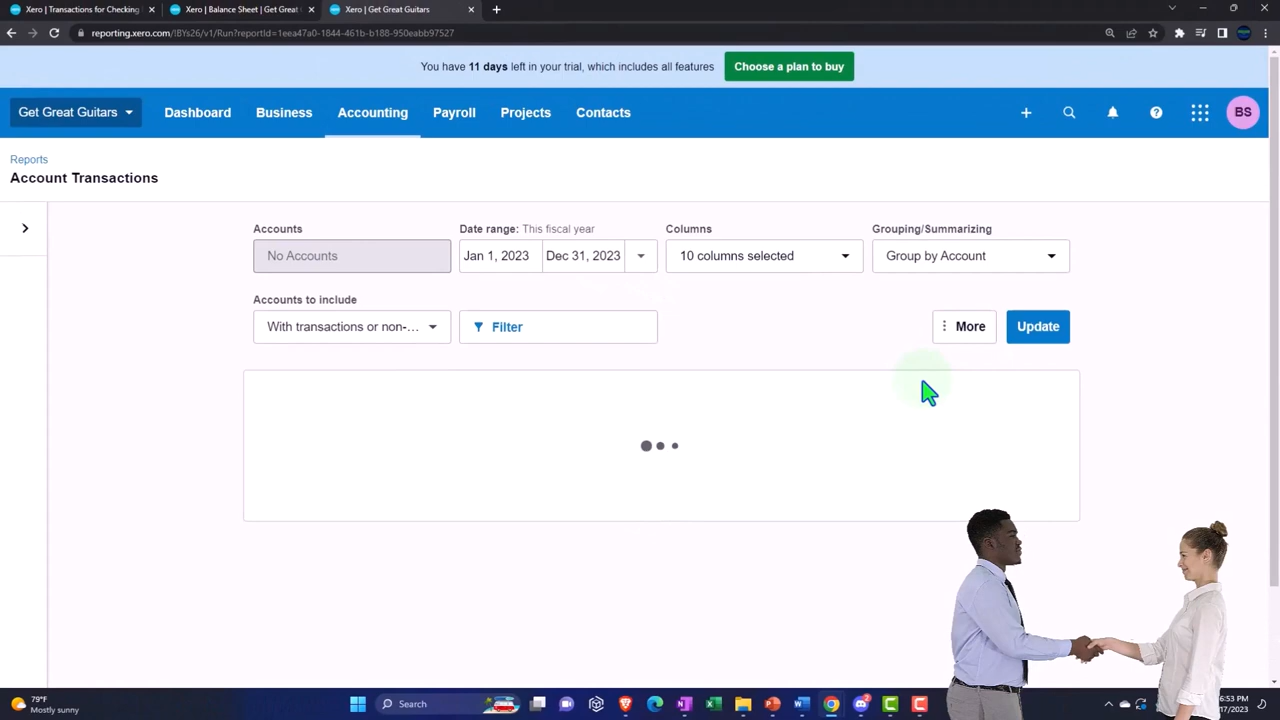 Xero | Transactions for Checking
Xero | Balance Sheet | Get Great
Xero | Get Great Guitars
reporting.xero.com/!8Ys26/v1/Run?reportId=1eea47a0-1844-461b-b188-950eabb97527
You have 11 days left in your trial, which includes all features
Choose a plan to buy
Get Great Guitars
Dashboard
Business
Accounting
Payroll
Projects
Contacts
BS
Reports
Account Transactions
Accounts
Date range: This fiscal year
Columns
Grouping/Summarizing
No Accounts
Jan 1, 2023
Dec 31, 2023
10 columns selected
Group by Account
Accounts to include
With transactions or non-...
Filter
More
Update
79°F
Mostly sunny
Search
6:53 PM